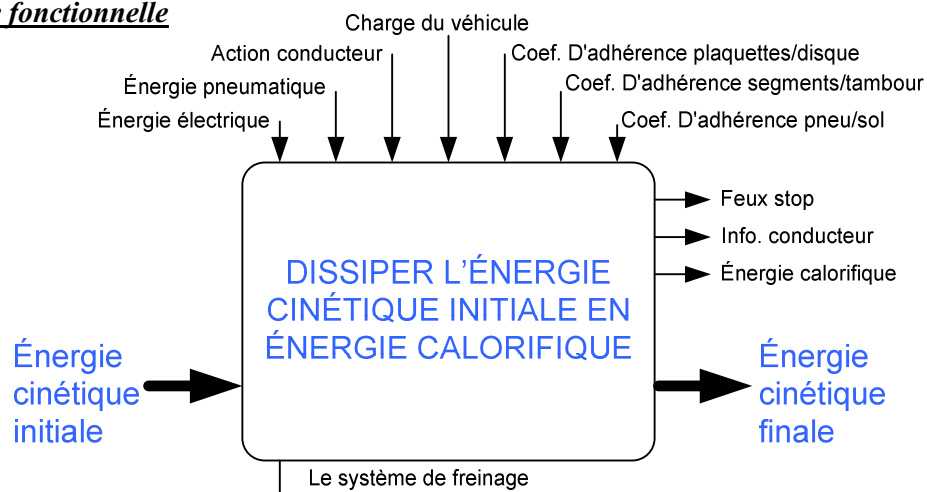 fonctionnelle
Charge du véhicule
Action conducteur
Coef. D'adhérence plaquettes/disque
Énergie pneumatique
Coef. D'adhérence segments/tambour
Énergie électrique
Coef. D'adhérence pneu/sol
Feux stop
Info. conducteur
Énergie calorifique
DISSIPER L'ÉNERGIE
CINÉTIQUE INITIALE EN
ÉNERGIE CALORIFIQUE
Énergie
cinétique
initiale
Énergie
cinétique
finale
Le système de freinage